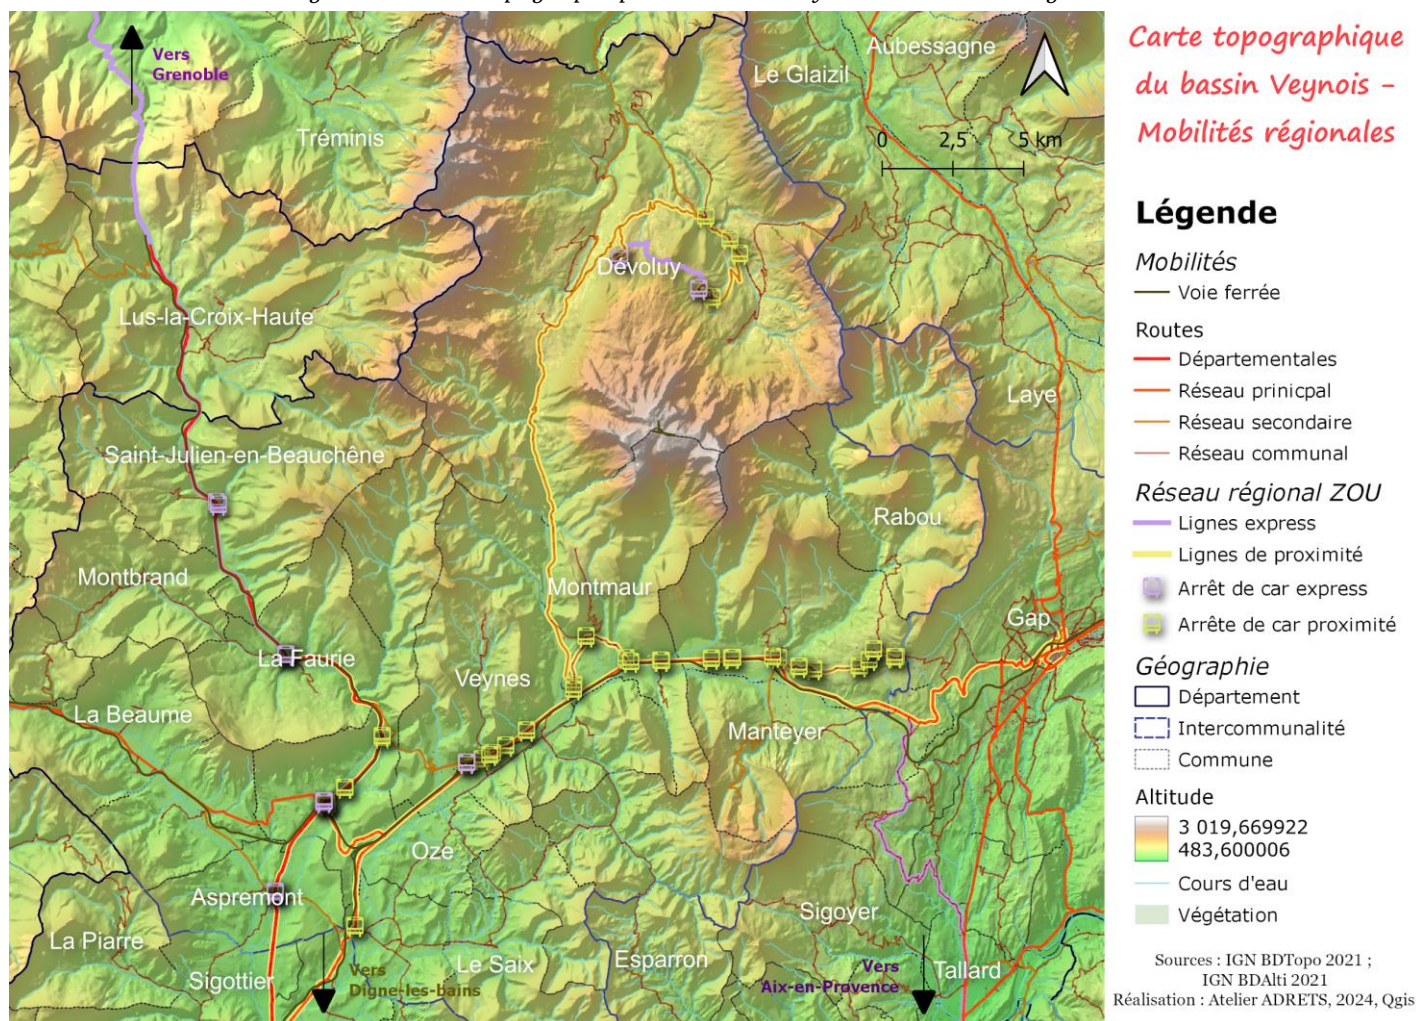 Carte topographique
du bassin Veynois -
Mobilités régionales
Légende
Mobilités
Voie ferrée
Routes
Départementales
Réseau prinicpal
Réseau secondaire
Réseau communal
Réseau régional ZOU
Lignes express
Lignes de proximité
Arrêt de car express
Arrête de car proximité
Géographie
Département
Intercommunalité
Commune
Altitude
3 019,669922
483,600006
Cours d'eau
Végétation
Sources : IGN BDTopo 2021 ;
IGN BDAlti 2021
Réalisation : Atelier ADRETS, 2024, Qgis
Vers
Grenoble
Aubessagne
Le Glaizil
Tréminis
0 2,5 5 km
Dévoluy
Lus-la-Croix-Haute
Laye
Saint-Julien-en-Beauchêne
Rabou
Montbrand
Montmaur
Gap
La Faurie
Veynes
La Beaume
Manteyer
Oze
Aspremont
Sigoyer
La Piarre
Le Saix
Esparron
Sigottier
Vers
Digne-les-bains
Vers
Aix-en-Provence
Tallard